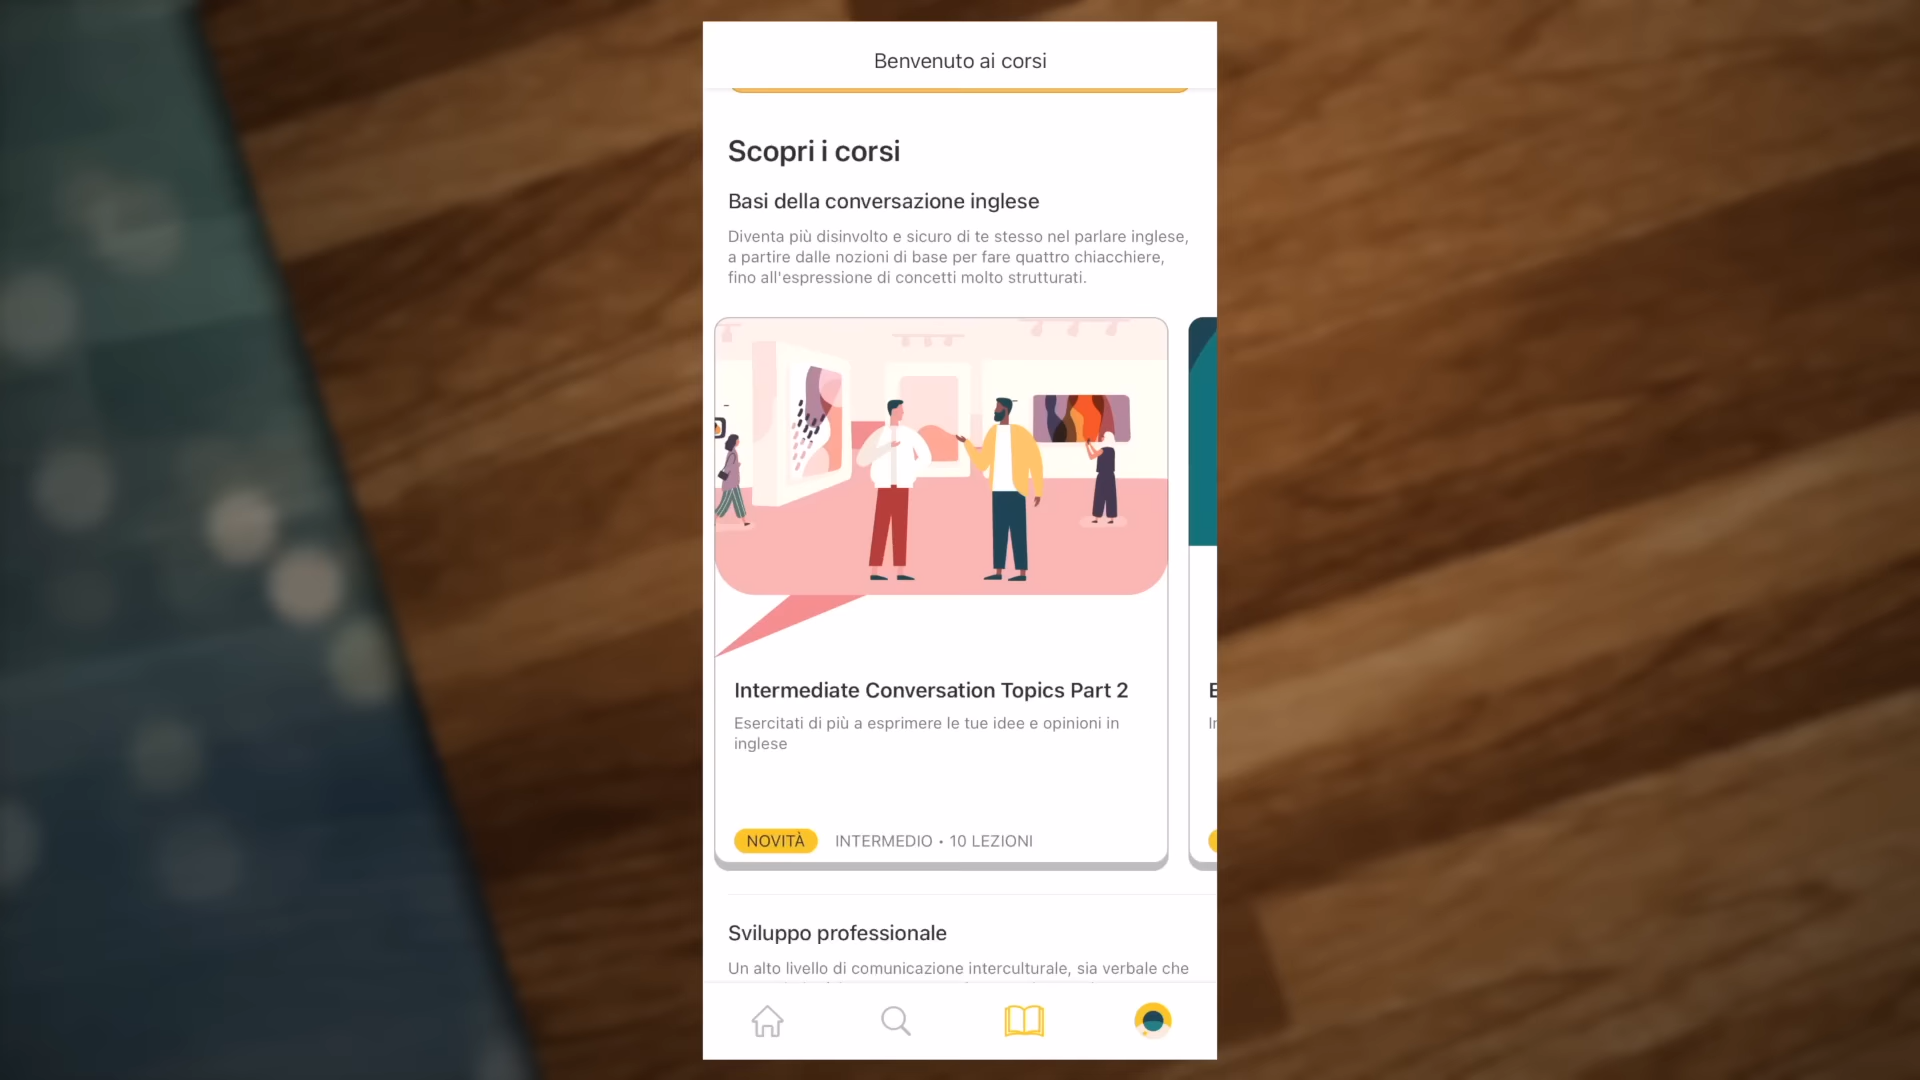 Benvenuto ai corsi
Scopri i corsi
Basi della conversazione inglese
Diventa più disinvolto e sicuro di te stesso nel parlare inglese,
a partire dalle nozioni di base per fare quattro chiacchiere,
fino all'espressione di concetti molto strutturati.
Intermediate Conversation Topics Part 2
Esercitati di più a esprimere le tue idee e opinioni in
inglese
NOVITÀ INTERMEDIO • 10 LEZIONI
Sviluppo professionale
Un alto livello di comunicazione interculturale, sia verbale che